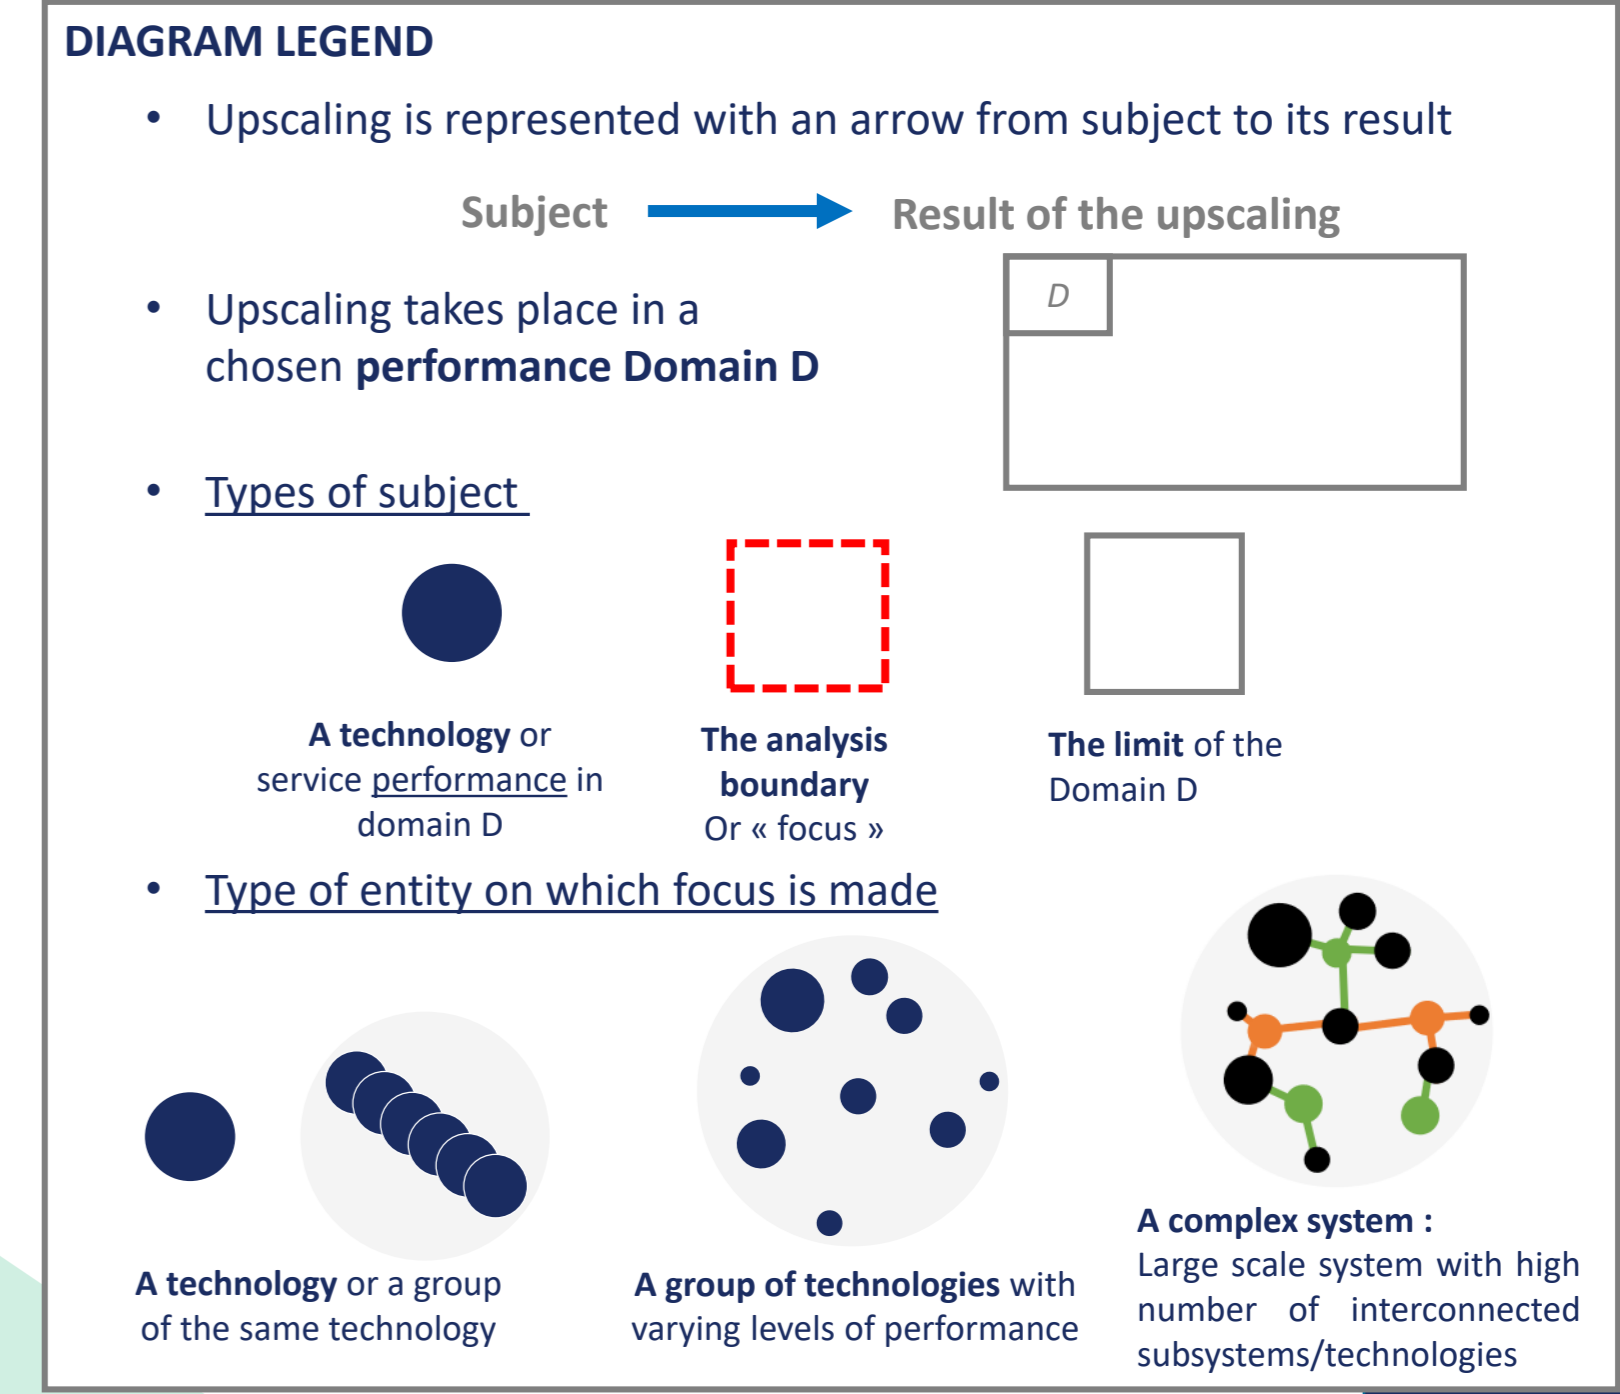 DIAGRAM LEGEND
• Upscaling is represented with an arrow from subject to its result
Subject
Result of the upscaling
• Upscaling takes place in a
chosen performance Domain D
D
• Types of subject
A technology or
service performance in
domain D
The analysis
boundary
Or « focus »
The limit of the
Domain D
• Type of entity on which focus is made
A technology or a group
of the same technology
A group of technologies with
varying levels of performance
A complex system :
Large scale system with high
number of interconnected
subsystems/technologies